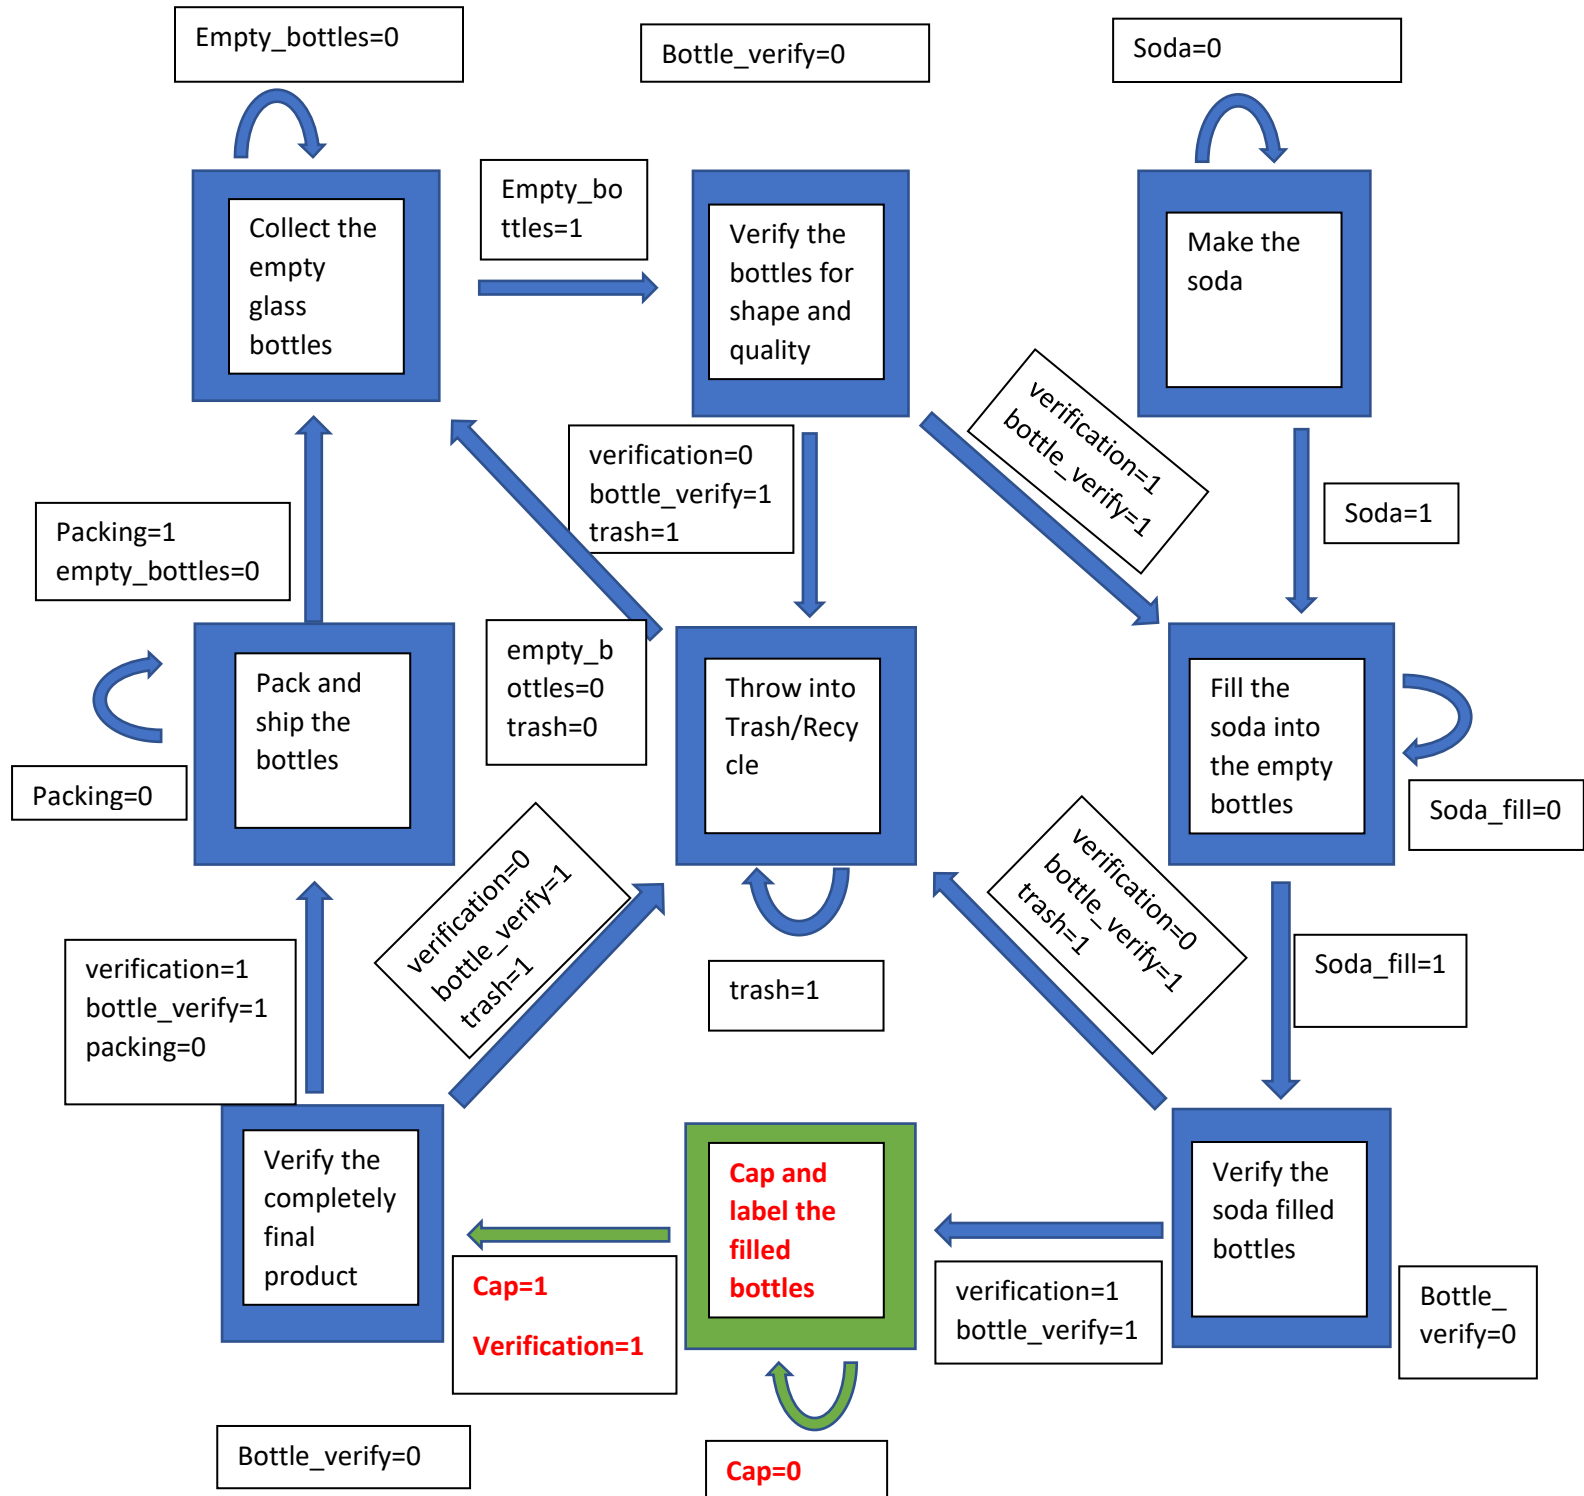 Empty_bottles=0
Bottle_verify=0
Soda=0
Collect the
empty
glass
bottles
Empty_bo
ttles=1
Verify the
bottles for
shape and
quality
Make the
soda
verification=1
bottle_verify=1
verification=0
bottle_verify=1
trash=1
Soda=1
Packing=1
empty_bottles=0
Pack and
ship the
bottles
empty_b
ottles=0
trash=0
Throw into
Trash/Recy
cle
Fill the
soda into
the empty
bottles
Packing=0
Soda_fill=0
verification=0
bottle_verify=1
trash=1
verification=0
bottle_verify=1
trash=1
verification=1
bottle_verify=1
packing=0
trash=1
Soda_fill=1
Verify the
completely
final
product
Cap and
label the
filled
bottles
Verify the
soda filled
bottles
Cap=1
Verification=1
verification=1
bottle_verify=1
Bottle_
verify=0
Bottle_verify=0
Cap=0